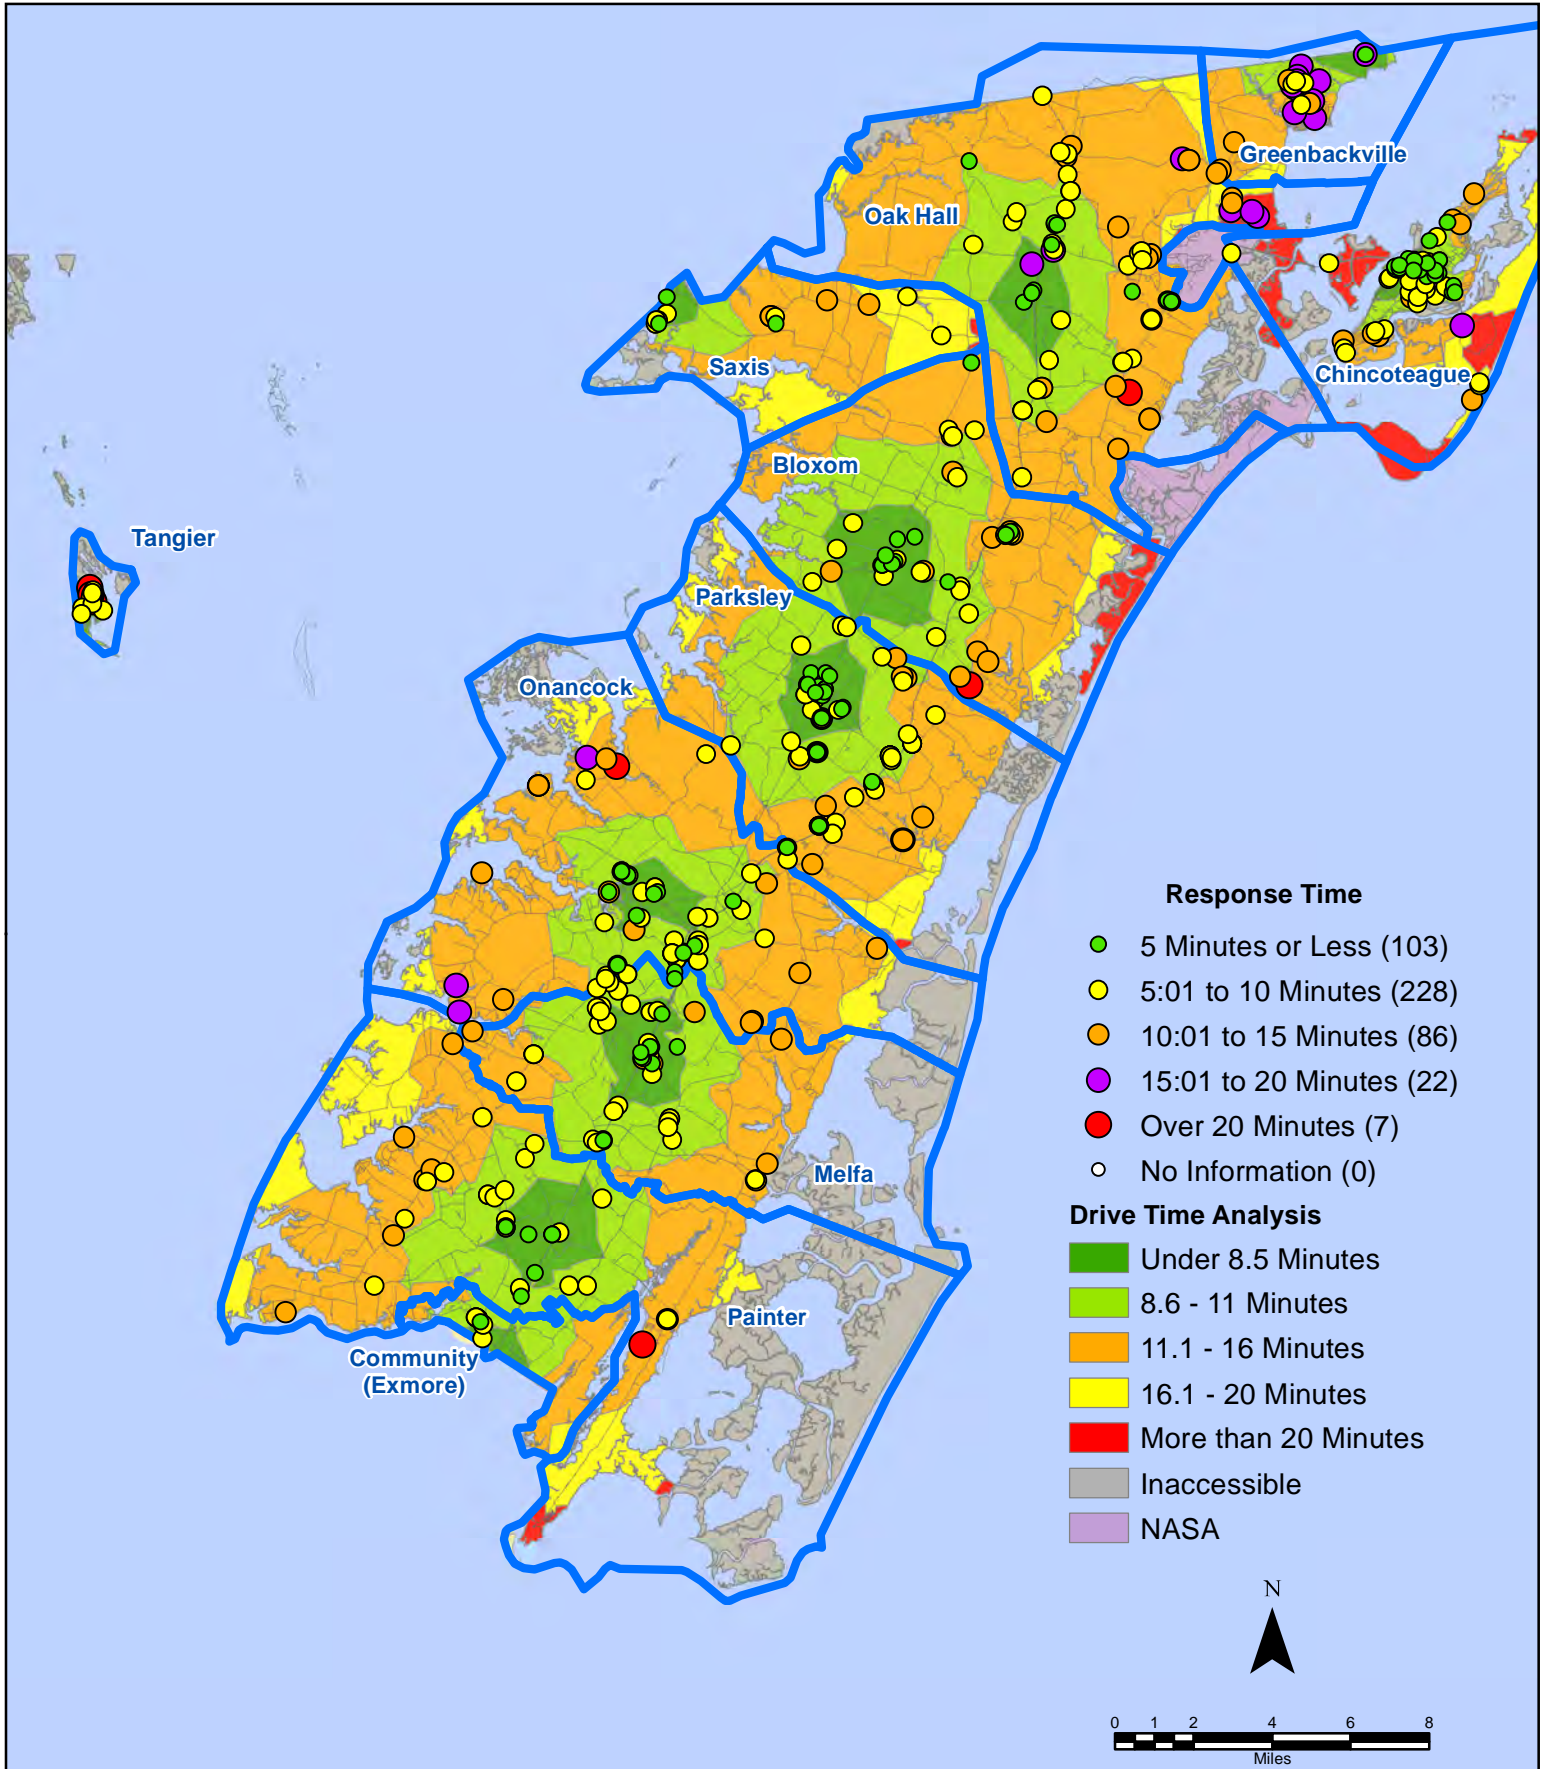 Greenbackville
Oak Hall
Saxis
Chincoteague
Bloxom
Tangier
Parksley
Onancock
Melfa
Painter
Community
(Exmore)
Response Time
5 Minutes or Less (103)
5:01 to 10 Minutes (228)
10:01 to 15 Minutes (86)
15:01 to 20 Minutes (22)
Over 20 Minutes (7)
No Information (0)
Drive Time Analysis
Under 8.5 Minutes
8.6 - 11 Minutes
11.1 - 16 Minutes
16.1 - 20 Minutes
More than 20 Minutes
Inaccessible
NASA
N
0 1 2 4 6 8
Miles